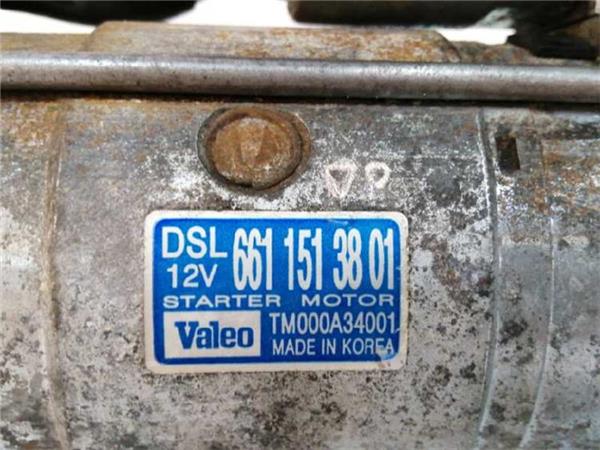 DSL 661 151 38 01
12V
STARTER MOTOR
Valeo TM000A34001
MADE IN KOREA